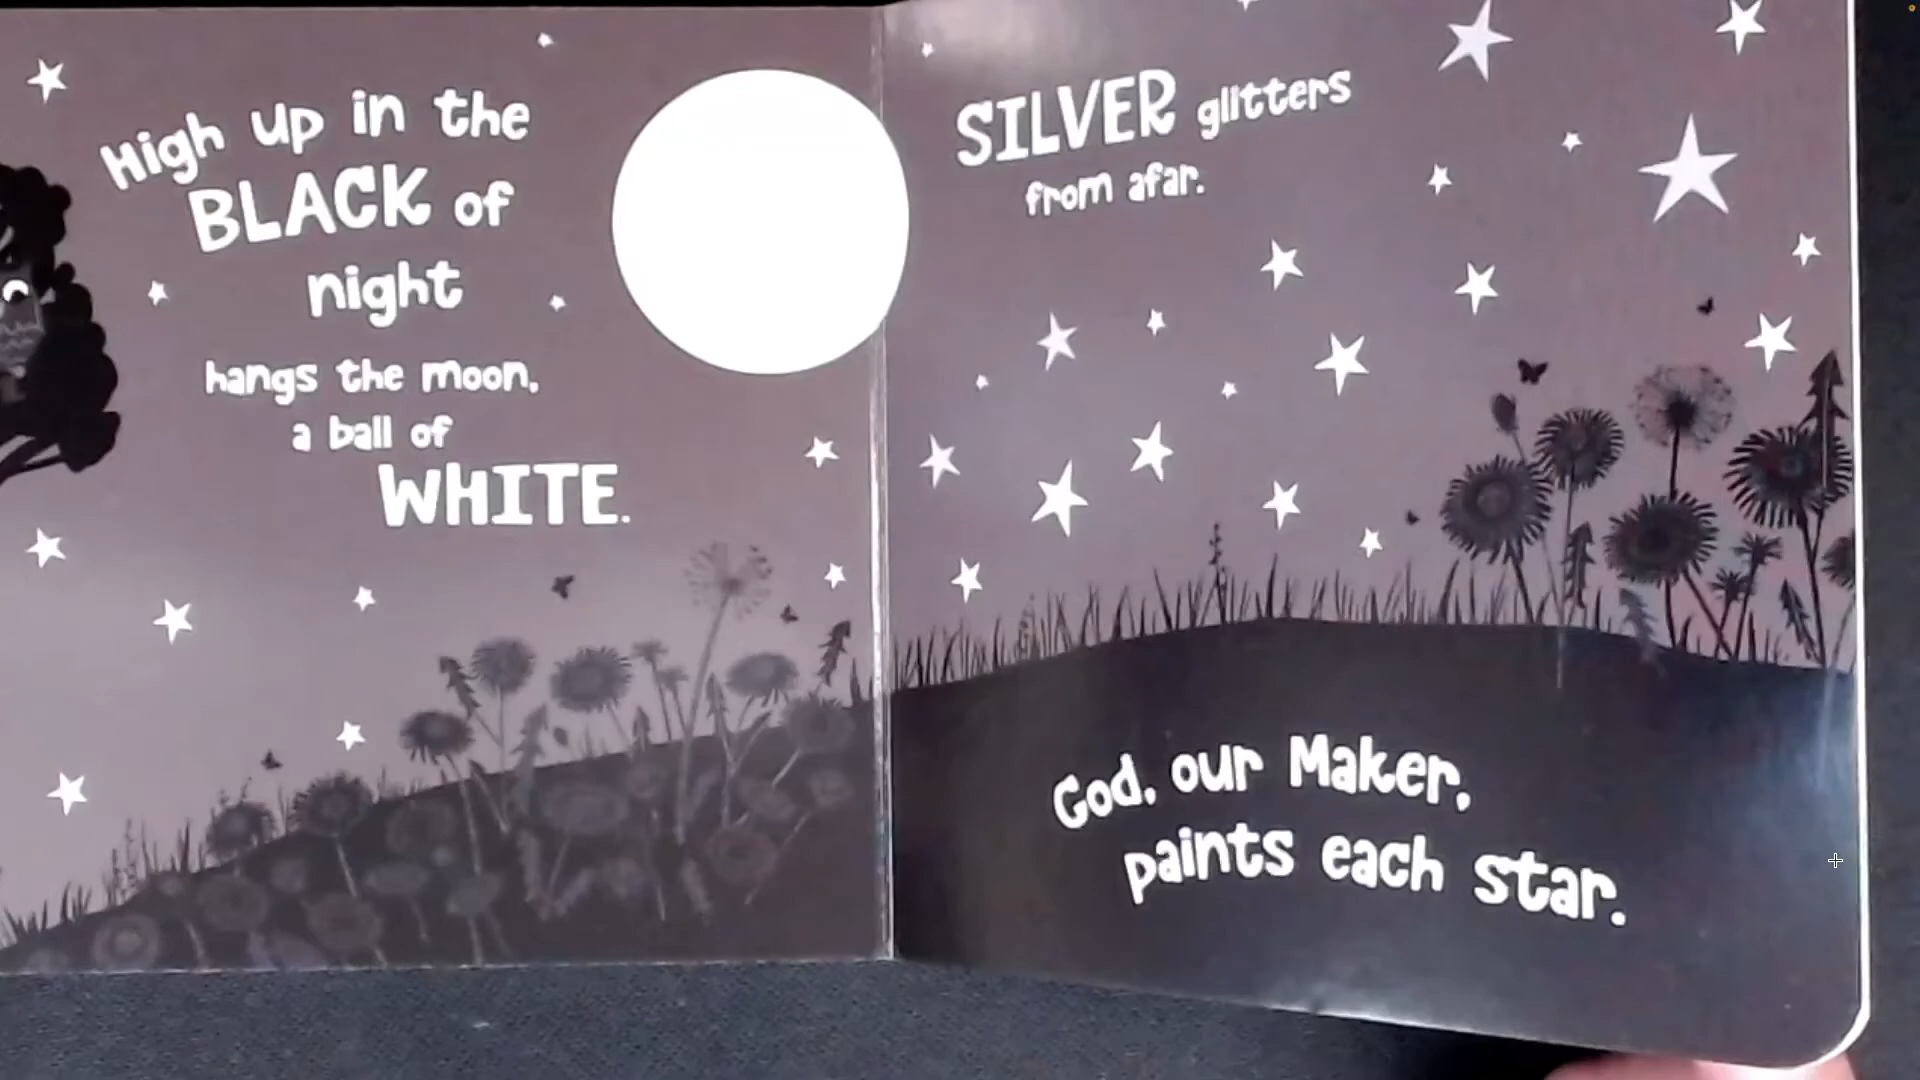 High up in the
BLACK of
night
hangs the moon,
a ball of
WHITE.
SILVER glitters
from afar.
God, our Maker,
paints each star.